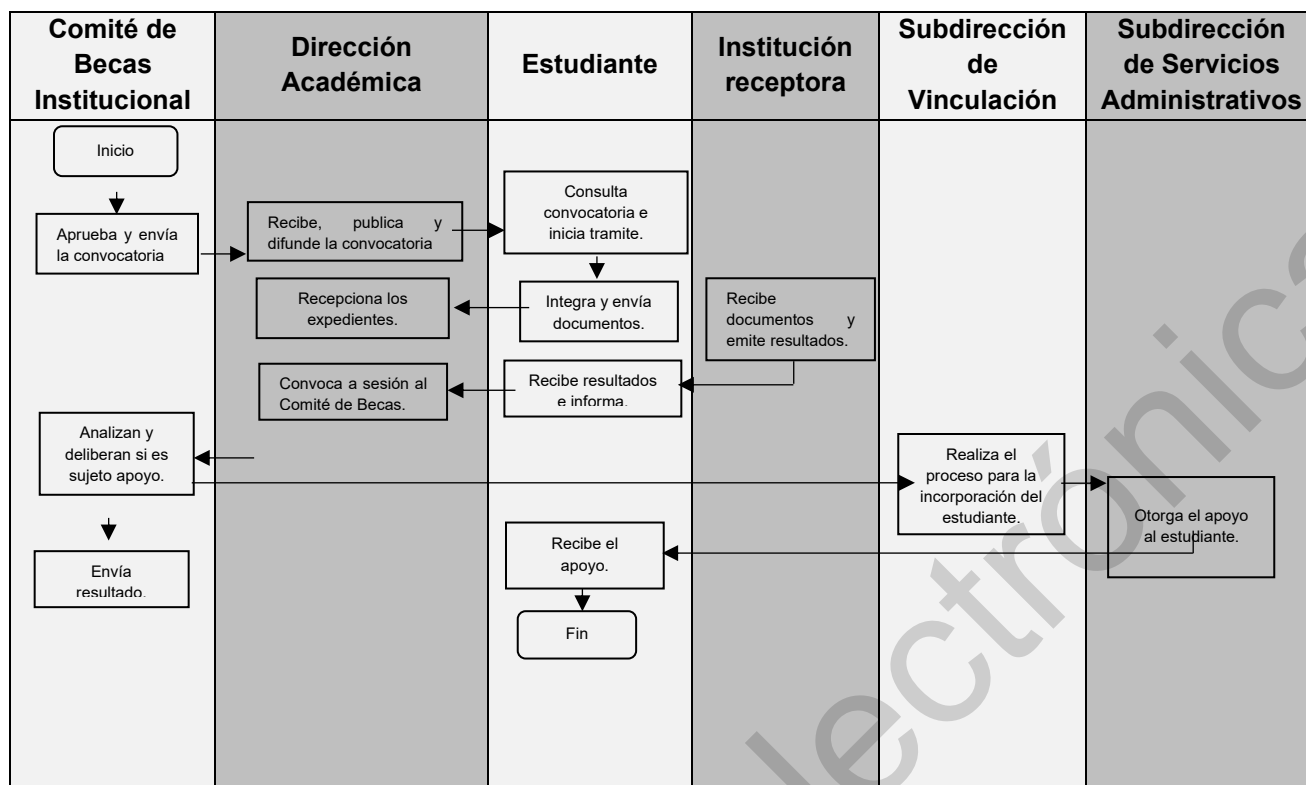 Comité de
Becas
Institucional
Dirección
Académica
Estudiante
Institución
receptora
Subdirección
de
Vinculación
Subdirección
de Servicios
Administrativos
Inicio
Aprueba y envía
la convocatoria
Recibe, publica y
difunde la convocatoria
Consulta
convocatoria e
inicia tramite.
Recepciona los
expedientes.
Integra y envía
documentos.
Recibe
documentos y
emite resultados.
Convoca a sesión al
Comité de Becas.
Recibe resultados
e informa.
Analizan y
deliberan si es
sujeto apoyo.
Realiza el
proceso para la
incorporación del
estudiante.
Otorga el apoyo
al estudiante.
Envía
resultado.
Recibe el
apoyo.
Fin